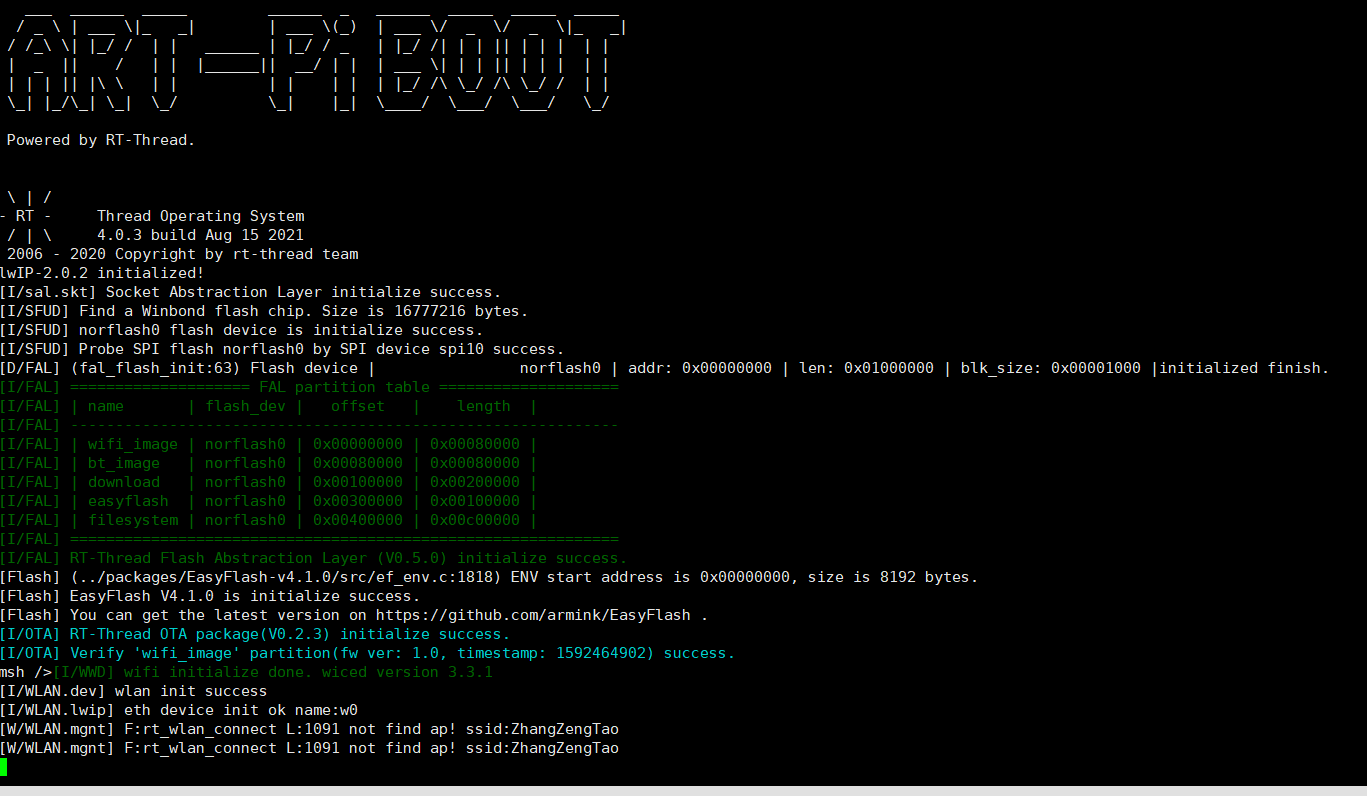 ART-Pi BOOT
Powered by RT-Thread.
\ | /
- RT -     Thread Operating System
/ | \     4.0.3 build Aug 15 2021
2006 - 2020 Copyright by rt-thread team
lwIP-2.0.2 initialized!
[I/sal.skt] Socket Abstraction Layer initialize success.
[I/SFUD] Find a Winbond flash chip. Size is 16777216 bytes.
[I/SFUD] norflash0 flash device is initialize success.
[I/SFUD] Probe SPI flash norflash0 by SPI device spi10 success.
[D/FAL] (fal_flash_init:63) Flash device |                norflash0 | addr: 0x00000000 | len: 0x01000000 | blk_size: 0x00001000 |initialized finish.
[I/FAL] ==================== FAL partition table ====================
[I/FAL] | name       | flash_dev |   offset   |    length  |
[I/FAL] -------------------------------------------------------------
[I/FAL] | wifi_image | norflash0 | 0x00000000 | 0x00080000 |
[I/FAL] | bt_image   | norflash0 | 0x00080000 | 0x00080000 |
[I/FAL] | download   | norflash0 | 0x00100000 | 0x00200000 |
[I/FAL] | easyflash  | norflash0 | 0x00300000 | 0x00100000 |
[I/FAL] | filesystem | norflash0 | 0x00400000 | 0x00c00000 |
[I/FAL] =============================================================
[I/FAL] RT-Thread Flash Abstraction Layer (V0.5.0) initialize success.
[Flash] (../packages/EasyFlash-v4.1.0/src/ef_env.c:1818) ENV start address is 0x00000000, size is 8192 bytes.
[Flash] EasyFlash V4.1.0 is initialize success.
[Flash] You can get the latest version on https://github.com/armink/EasyFlash .
[I/OTA] RT-Thread OTA package(V0.2.3) initialize success.
[I/OTA] Verify 'wifi_image' partition(fw ver: 1.0, timestamp: 1592464902) success.
msh />[I/WWD] wifi initialize done. wiced version 3.3.1
[I/WLAN.dev] wlan init success
[I/WLAN.lwip] eth device init ok name:w0
[W/WLAN.mgnt] F:rt_wlan_connect L:1091 not find ap! ssid:ZhangZengTao
[W/WLAN.mgnt] F:rt_wlan_connect L:1091 not find ap! ssid:ZhangZengTao